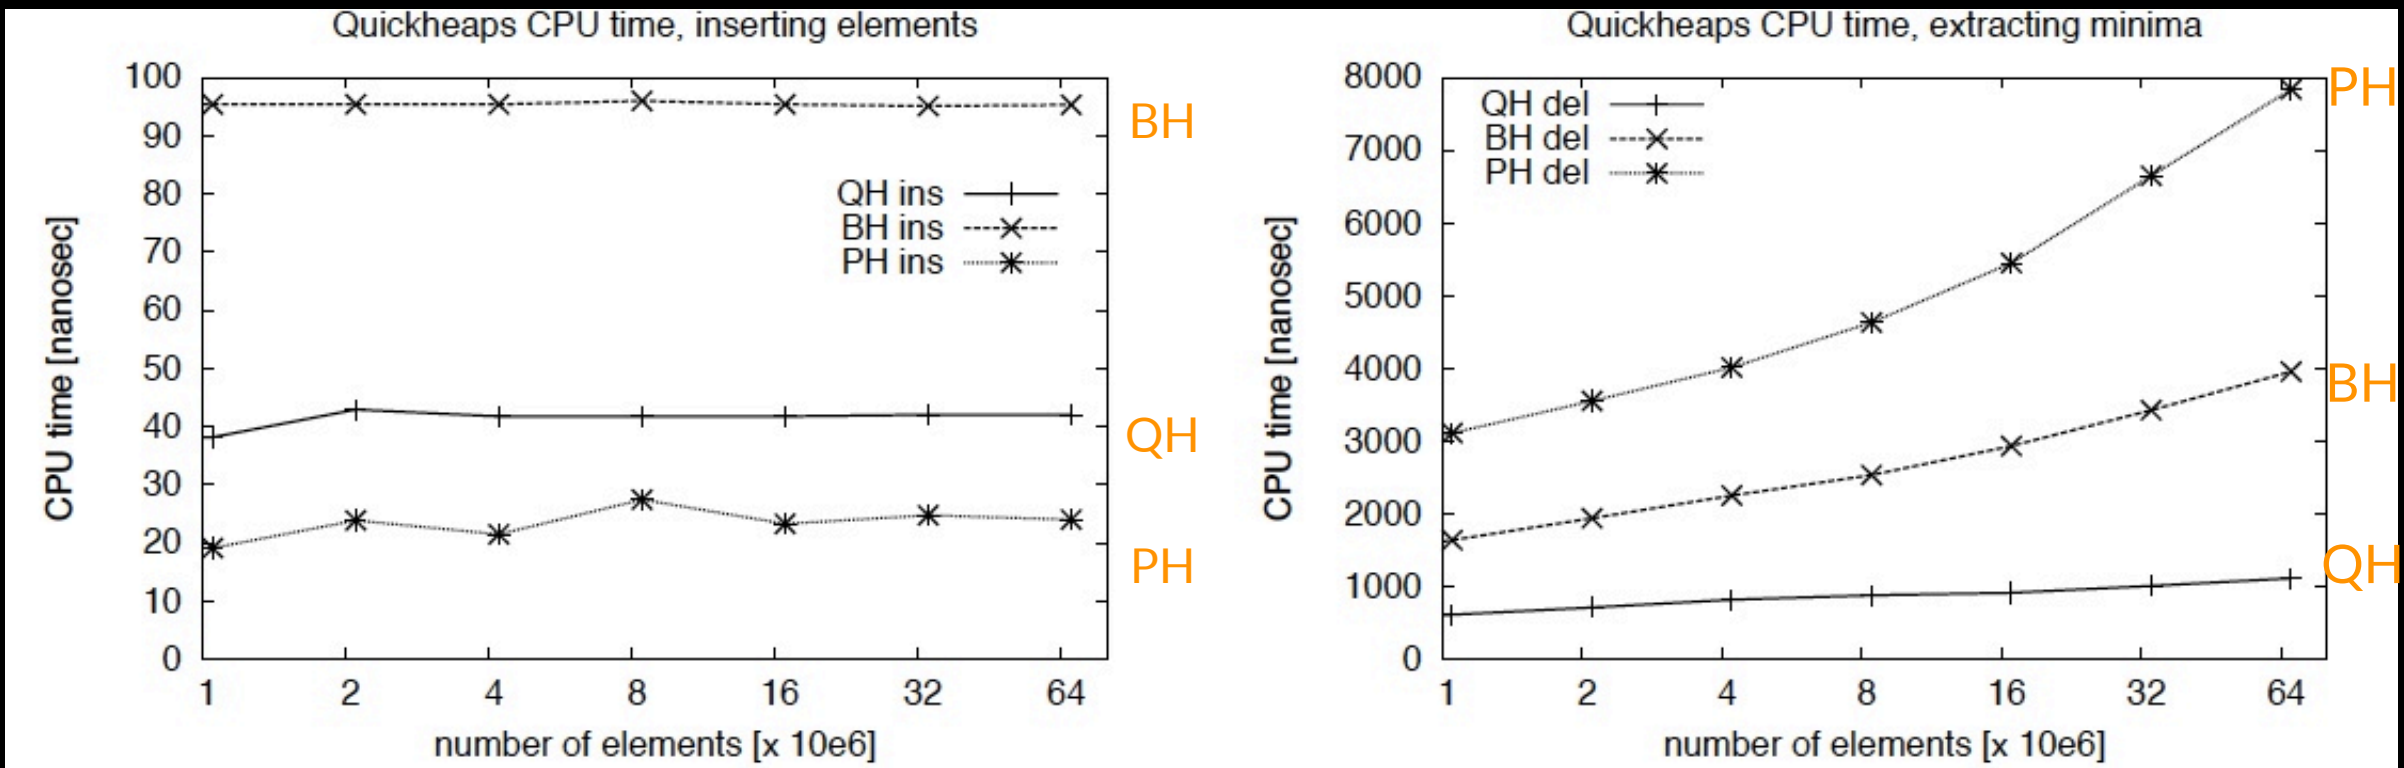 Quickheaps CPU time, inserting elements
CPU time [nanosec]
100
90
80
70
60
50
40
30
20
10
0
QH ins
BH ins
PH ins
BH
QH
PH
1 2 4 8 16 32 64
number of elements [x 10e6]
Quickheaps CPU time, extracting minima
CPU time [nanosec]
8000
7000
6000
5000
4000
3000
2000
1000
0
QH del
BH del
PH del
PH
BH
QH
1 2 4 8 16 32 64
number of elements [x 10e6]